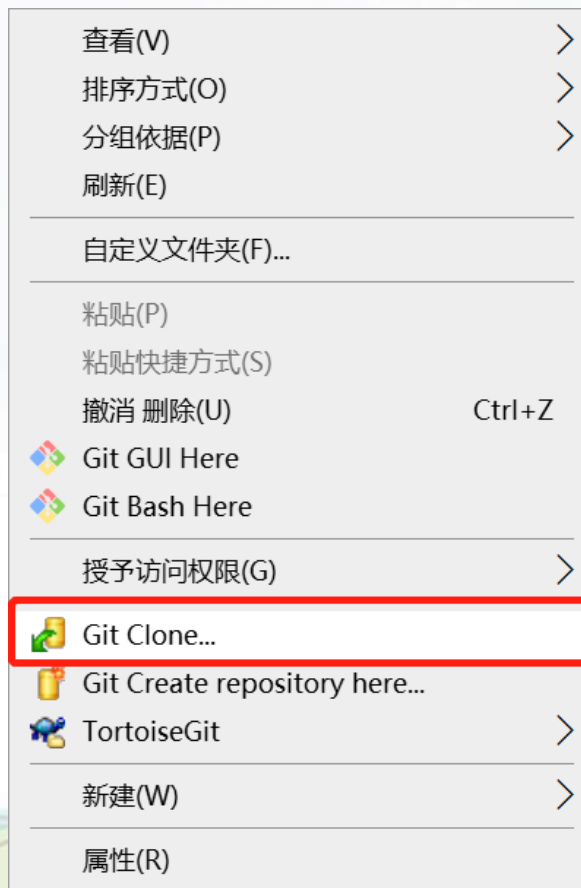 查看(V)
排序方式(O)
分组依据(P)
刷新(E)
自定义文件夹(F)...
粘贴(P)
粘贴快捷方式(S)
撤消 删除(U) Ctrl+Z
Git GUI Here
Git Bash Here
授予访问权限(G)
Git Clone...
Git Create repository here...
TortoiseGit
新建(W)
属性(R)